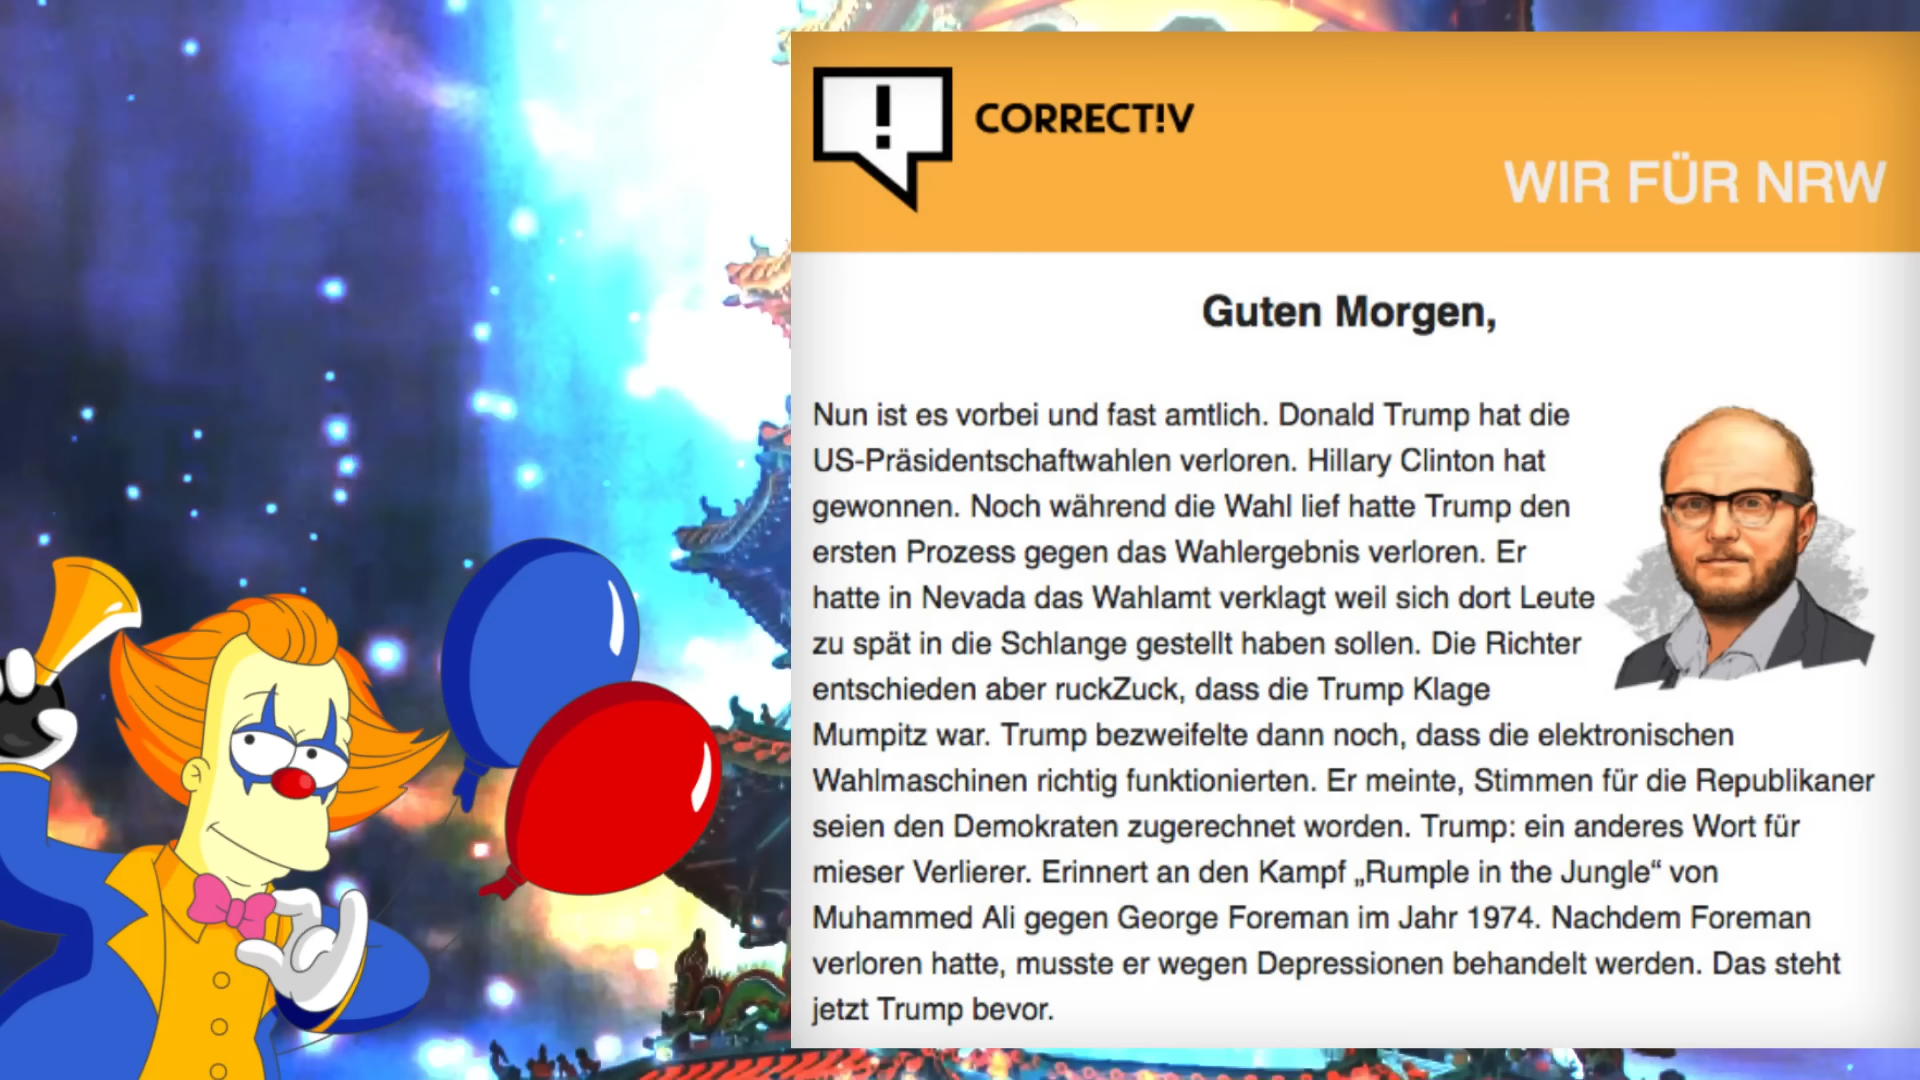 !
CORRECT!V
WIR FÜR NRW
Guten Morgen,
Nun ist es vorbei und fast amtlich. Donald Trump hat die
US-Präsidentschaftwahlen verloren. Hillary Clinton hat
gewonnen. Noch während die Wahl lief hatte Trump den
ersten Prozess gegen das Wahlergebnis verloren. Er
hatte in Nevada das Wahlamt verklagt weil sich dort Leute
zu spät in die Schlange gestellt haben sollen. Die Richter
entschieden aber ruckZuck, dass die Trump Klage
Mumpitz war. Trump bezweifelte dann noch, dass die elektronischen
Wahlmaschinen richtig funktionierten. Er meinte, Stimmen für die Republikaner
seien den Demokraten zugerechnet worden. Trump: ein anderes Wort für
mieser Verlierer. Erinnert an den Kampf „Rumple in the Jungle“ von
Muhammed Ali gegen George Foreman im Jahr 1974. Nachdem Foreman
verloren hatte, musste er wegen Depressionen behandelt werden. Das steht
jetzt Trump bevor.